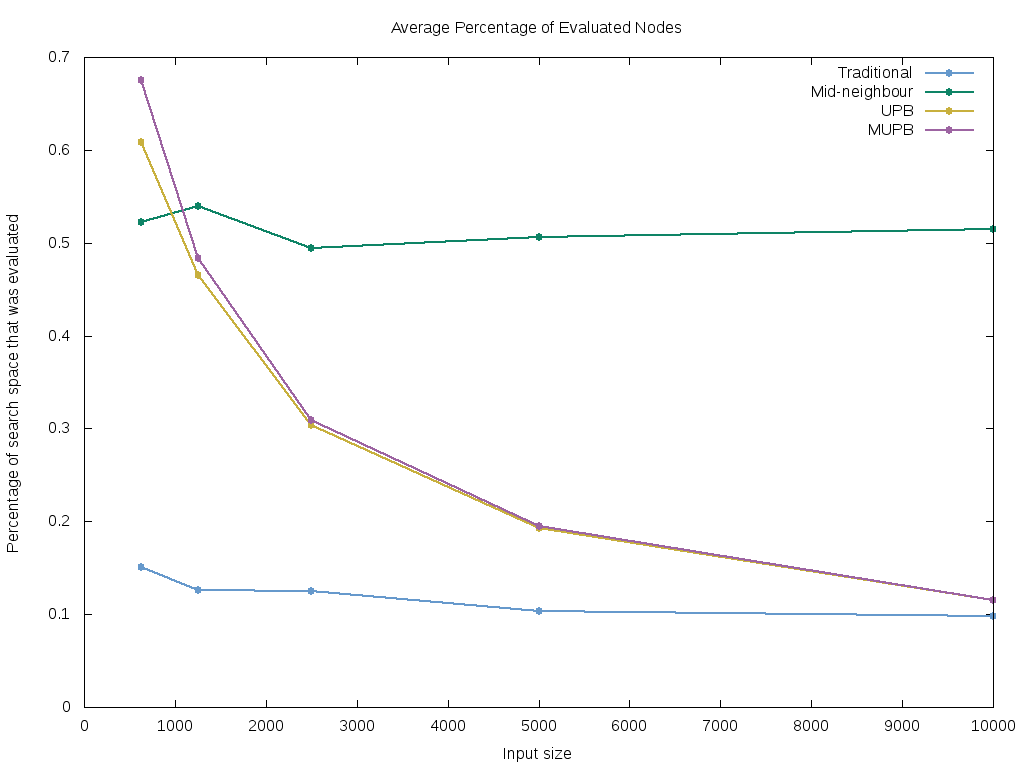 Average Percentage of Evaluated Nodes
0.7
0.6
0.5
0.4
0.3
0.2
0.1
0
Percentage of search space that was evaluated
Traditional
Mid-neighbour
UPB
MUPB
0 1000 2000 3000 4000 5000 6000 7000 8000 9000 10000
Input size